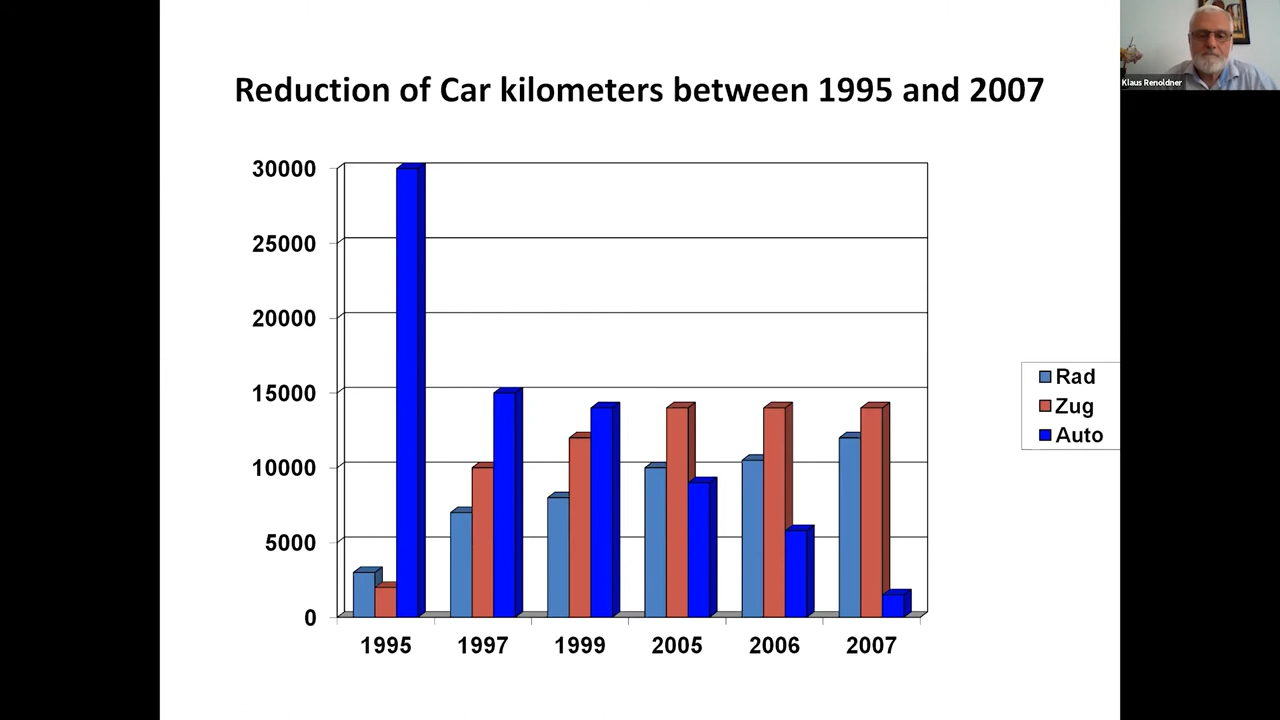 Reduction of Car kilometers between 1995 and 2007
Klaus Renoldner
30000
25000
20000
15000
10000
5000
0
1995 1997 1999 2005 2006 2007
Rad
Zug
Auto